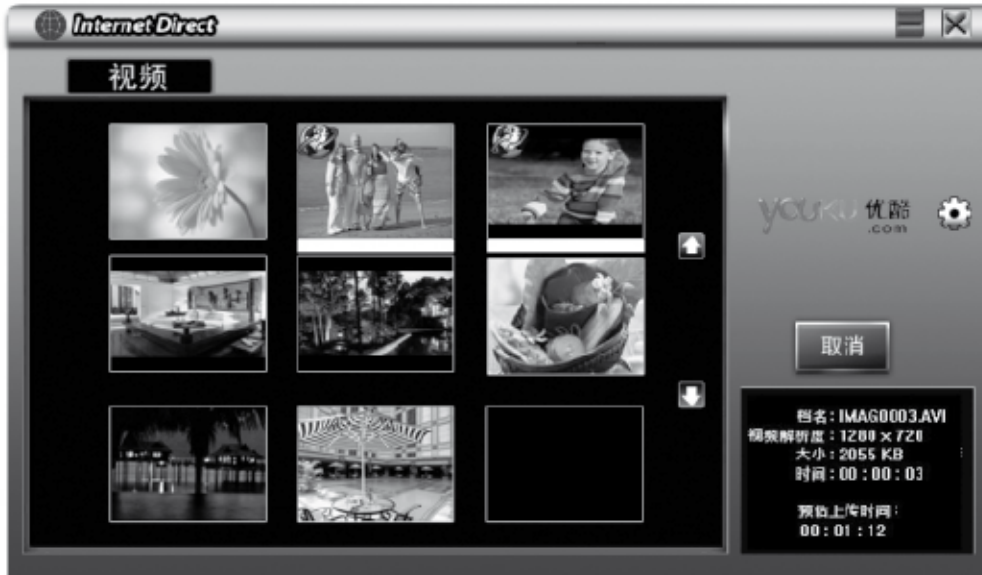 Internet Direct
视频
youku 优酷
.com
取消
档名：IMAG0003.AVI
视频解析度：1280 x 720
大小：2055 KB
时间：00：00：03
预估上传时间：
00：01：12